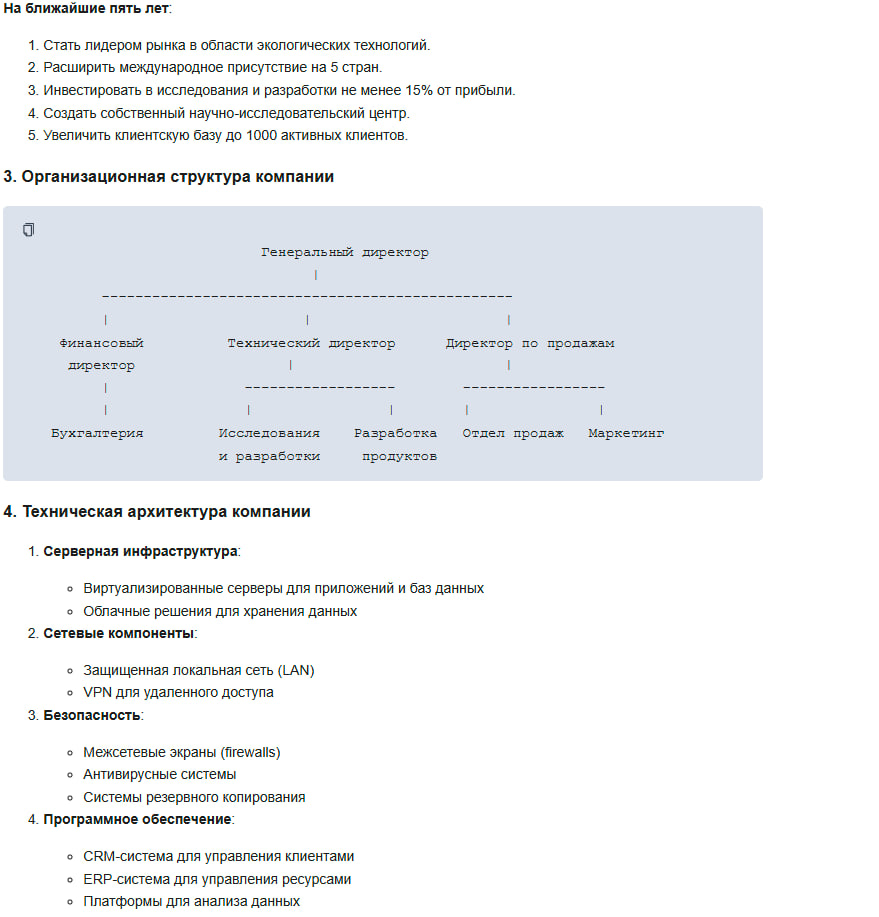 На ближайшие пять лет:
1. Стать лидером рынка в области экологических технологий.
2. Расширить международное присутствие на 5 стран.
3. Инвестировать в исследования и разработки не менее 15% от прибыли.
4. Создать собственный научно-исследовательский центр.
5. Увеличить клиентскую базу до 1000 активных клиентов.
3. Организационная структура компании
Генеральный директор
|
-------------------------------------------------
| | |
Финансовый Технический директор Директор по продажам
директор | |
| ------------------ -----------------
| | | | |
Бухгалтерия Исследования Разработка Отдел продаж Маркетинг
и разработки продуктов
4. Техническая архитектура компании
1. Серверная инфраструктура:
Виртуализированные серверы для приложений и баз данных
Облачные решения для хранения данных
2. Сетевые компоненты:
Защищенная локальная сеть (LAN)
VPN для удаленного доступа
3. Безопасность:
Межсетевые экраны (firewalls)
Антивирусные системы
Системы резервного копирования
4. Программное обеспечение:
CRM-система для управления клиентами
ERP-система для управления ресурсами
Платформы для анализа данных